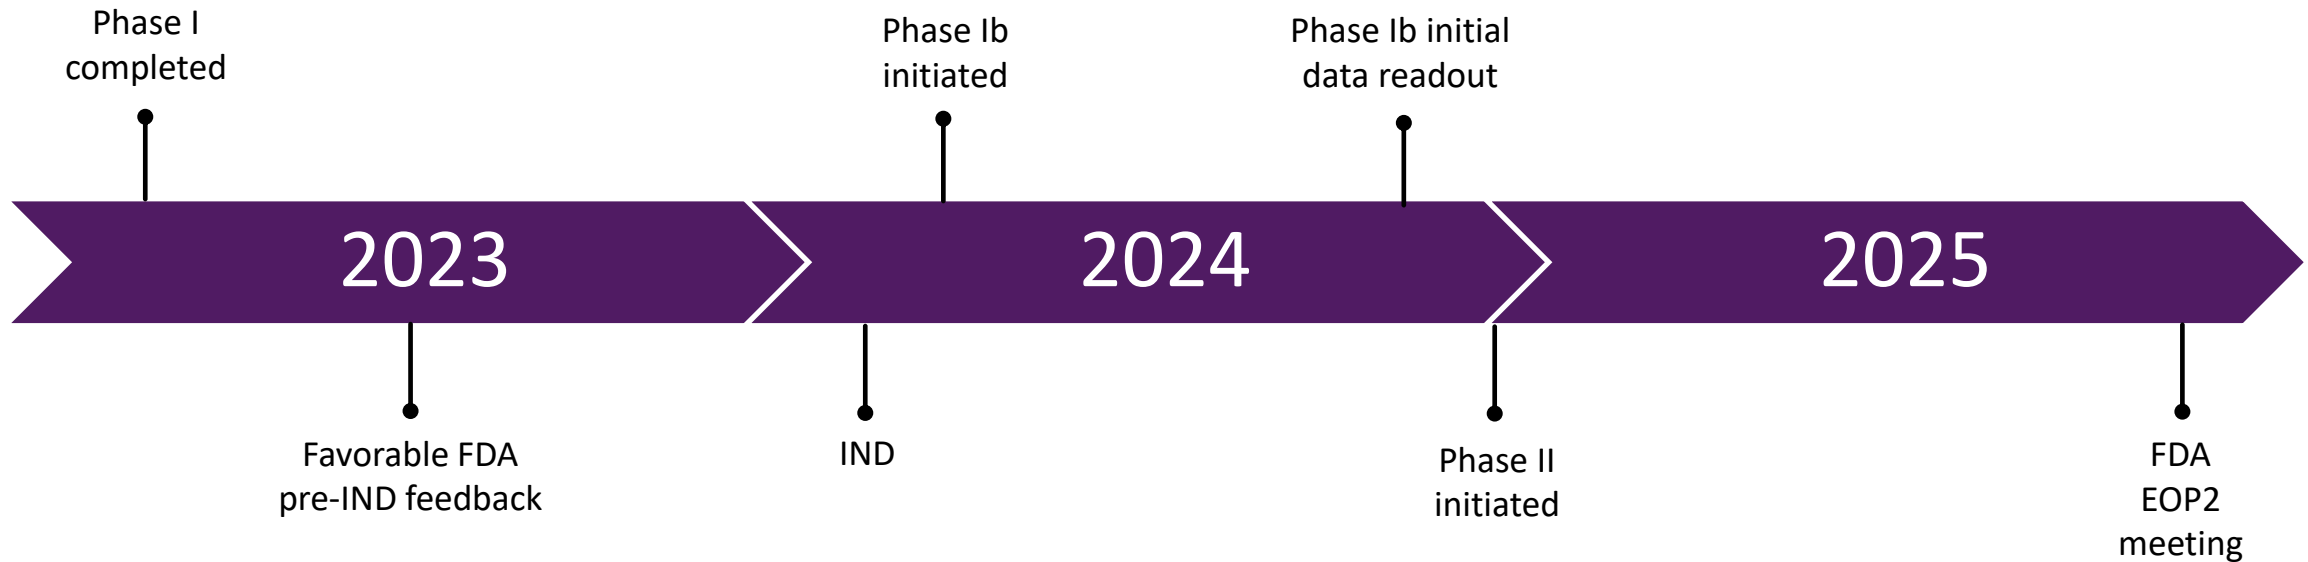 Phase I
completed
Phase Ib
initiated
Phase Ib initial
data readout
2023
2024
2025
Favorable FDA
pre-IND feedback
IND
Phase II
initiated
FDA
EOP2
meeting